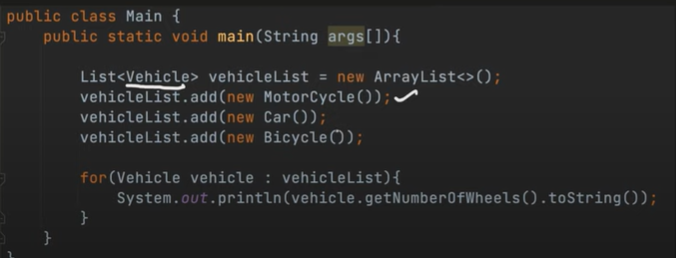 public class Main {
public static void main(String args[]){
List<Vehicle> vehicleList = new ArrayList<>();
vehicleList.add(new MotorCycle());
vehicleList.add(new Car());
vehicleList.add(new Bicycle());
for(Vehicle vehicle : vehicleList){
System.out.println(vehicle.getNumberOfWheels().toString());
}
}
}